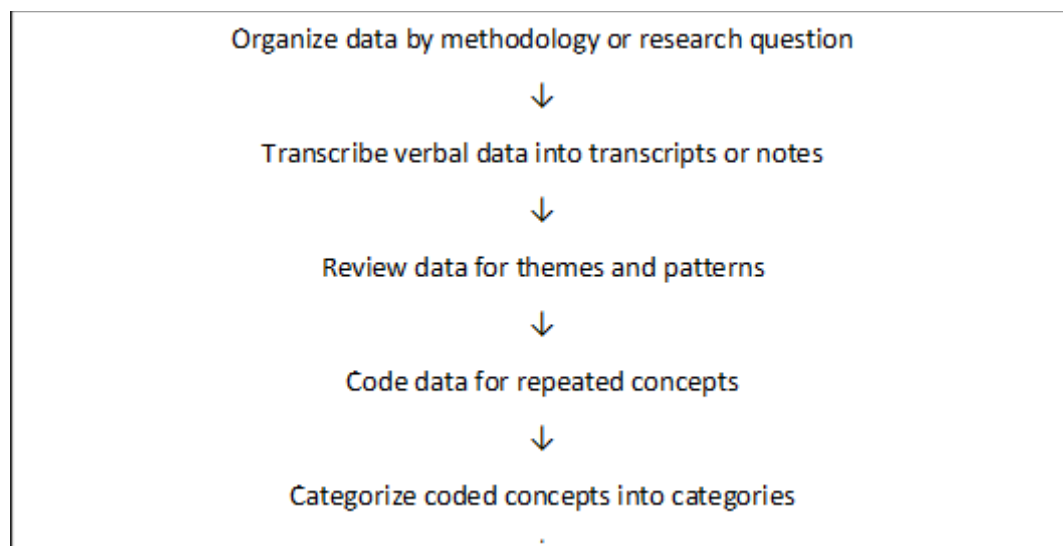 Organize data by methodology or research question
↓
Transcribe verbal data into transcripts or notes
↓
Review data for themes and patterns
↓
Code data for repeated concepts
↓
Categorize coded concepts into categories